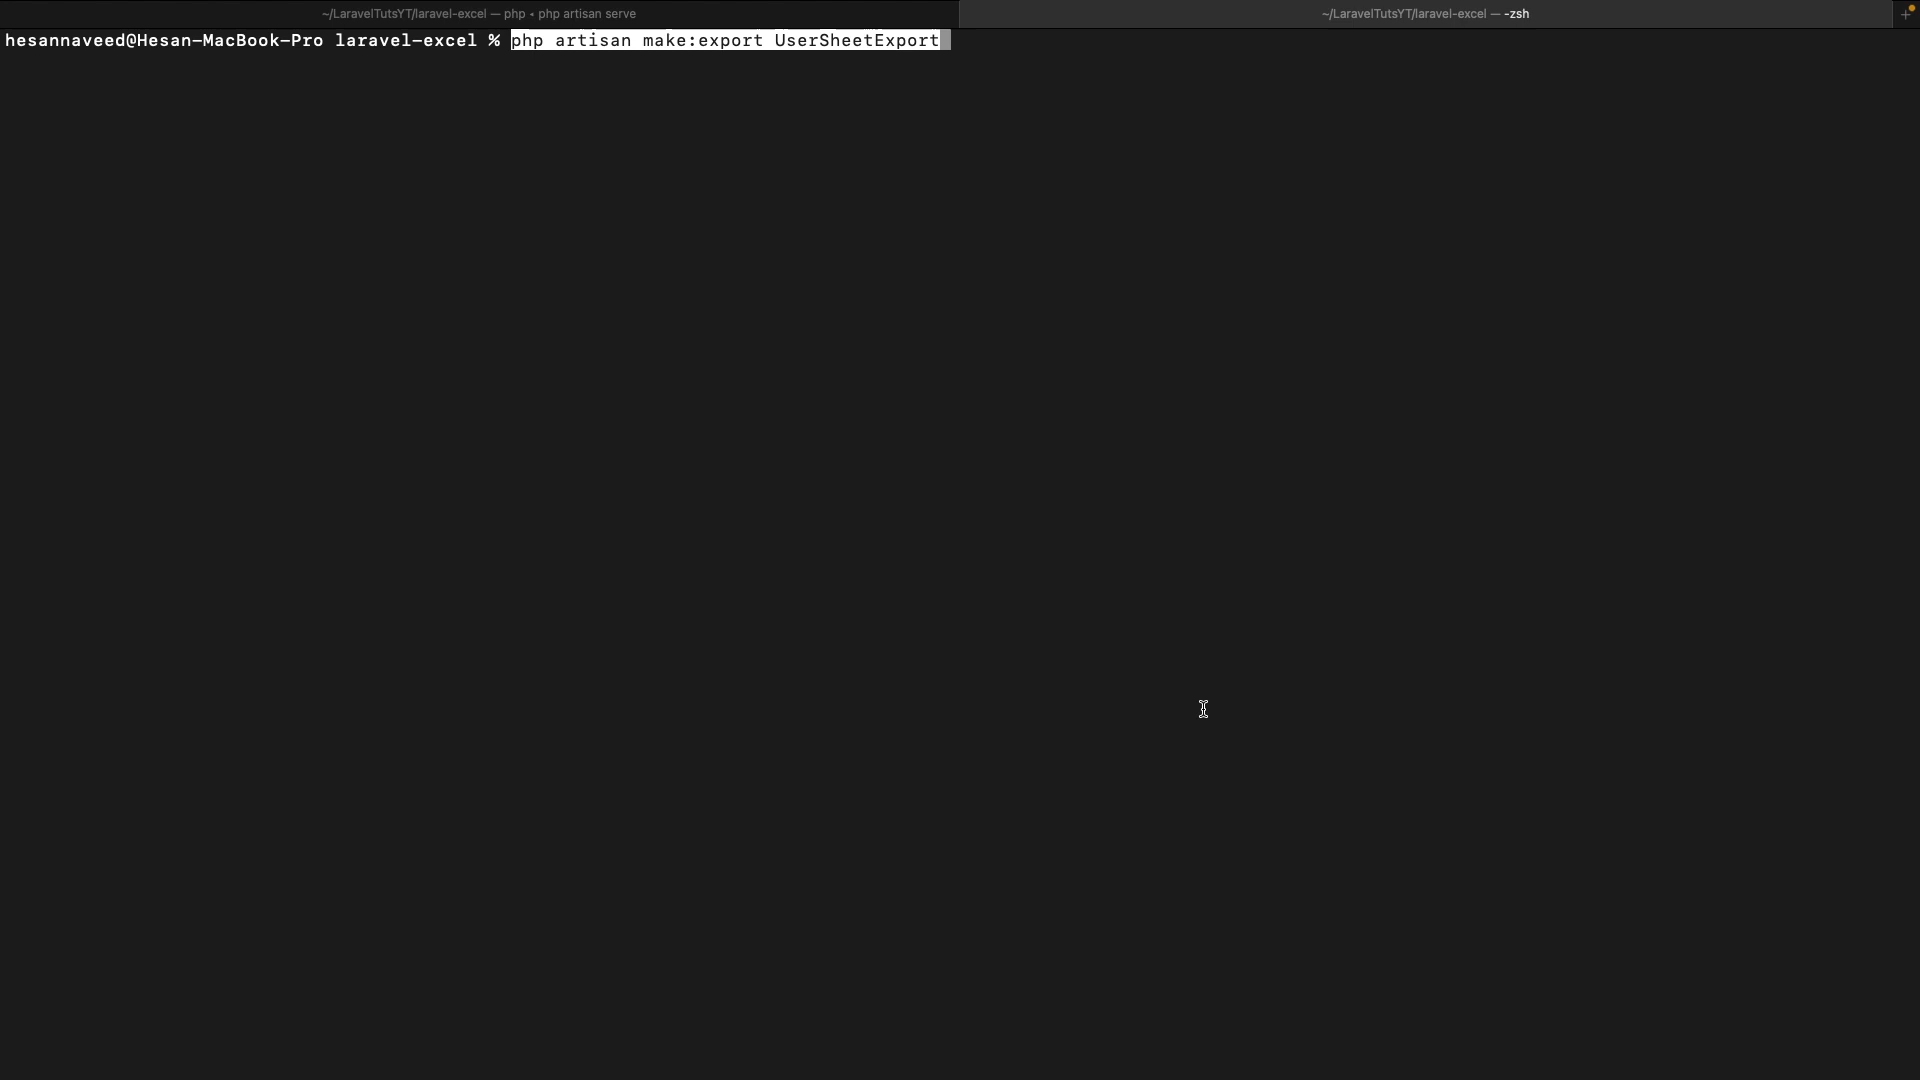 ~/LaravelTutsYT/laravel-excel — php ◂ php artisan serve
~/LaravelTutsYT/laravel-excel — -zsh
+
hesannaveed@Hesan-MacBook-Pro laravel-excel % php artisan make:export UserSheetExport